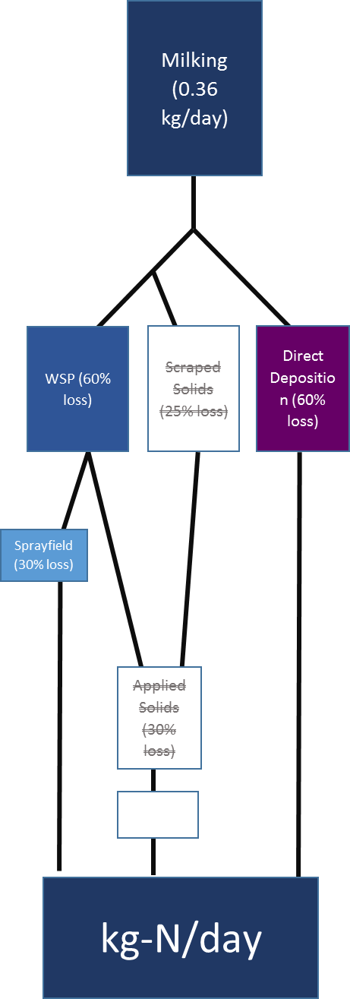 Milking
(0.36
kg/day)
WSP (60%
loss)
Scraped
Solids
(25% loss)
Direct
Depositio
n (60%
loss)
Sprayfield
(30% loss)
Applied
Solids
(30%
loss)
kg-N/day